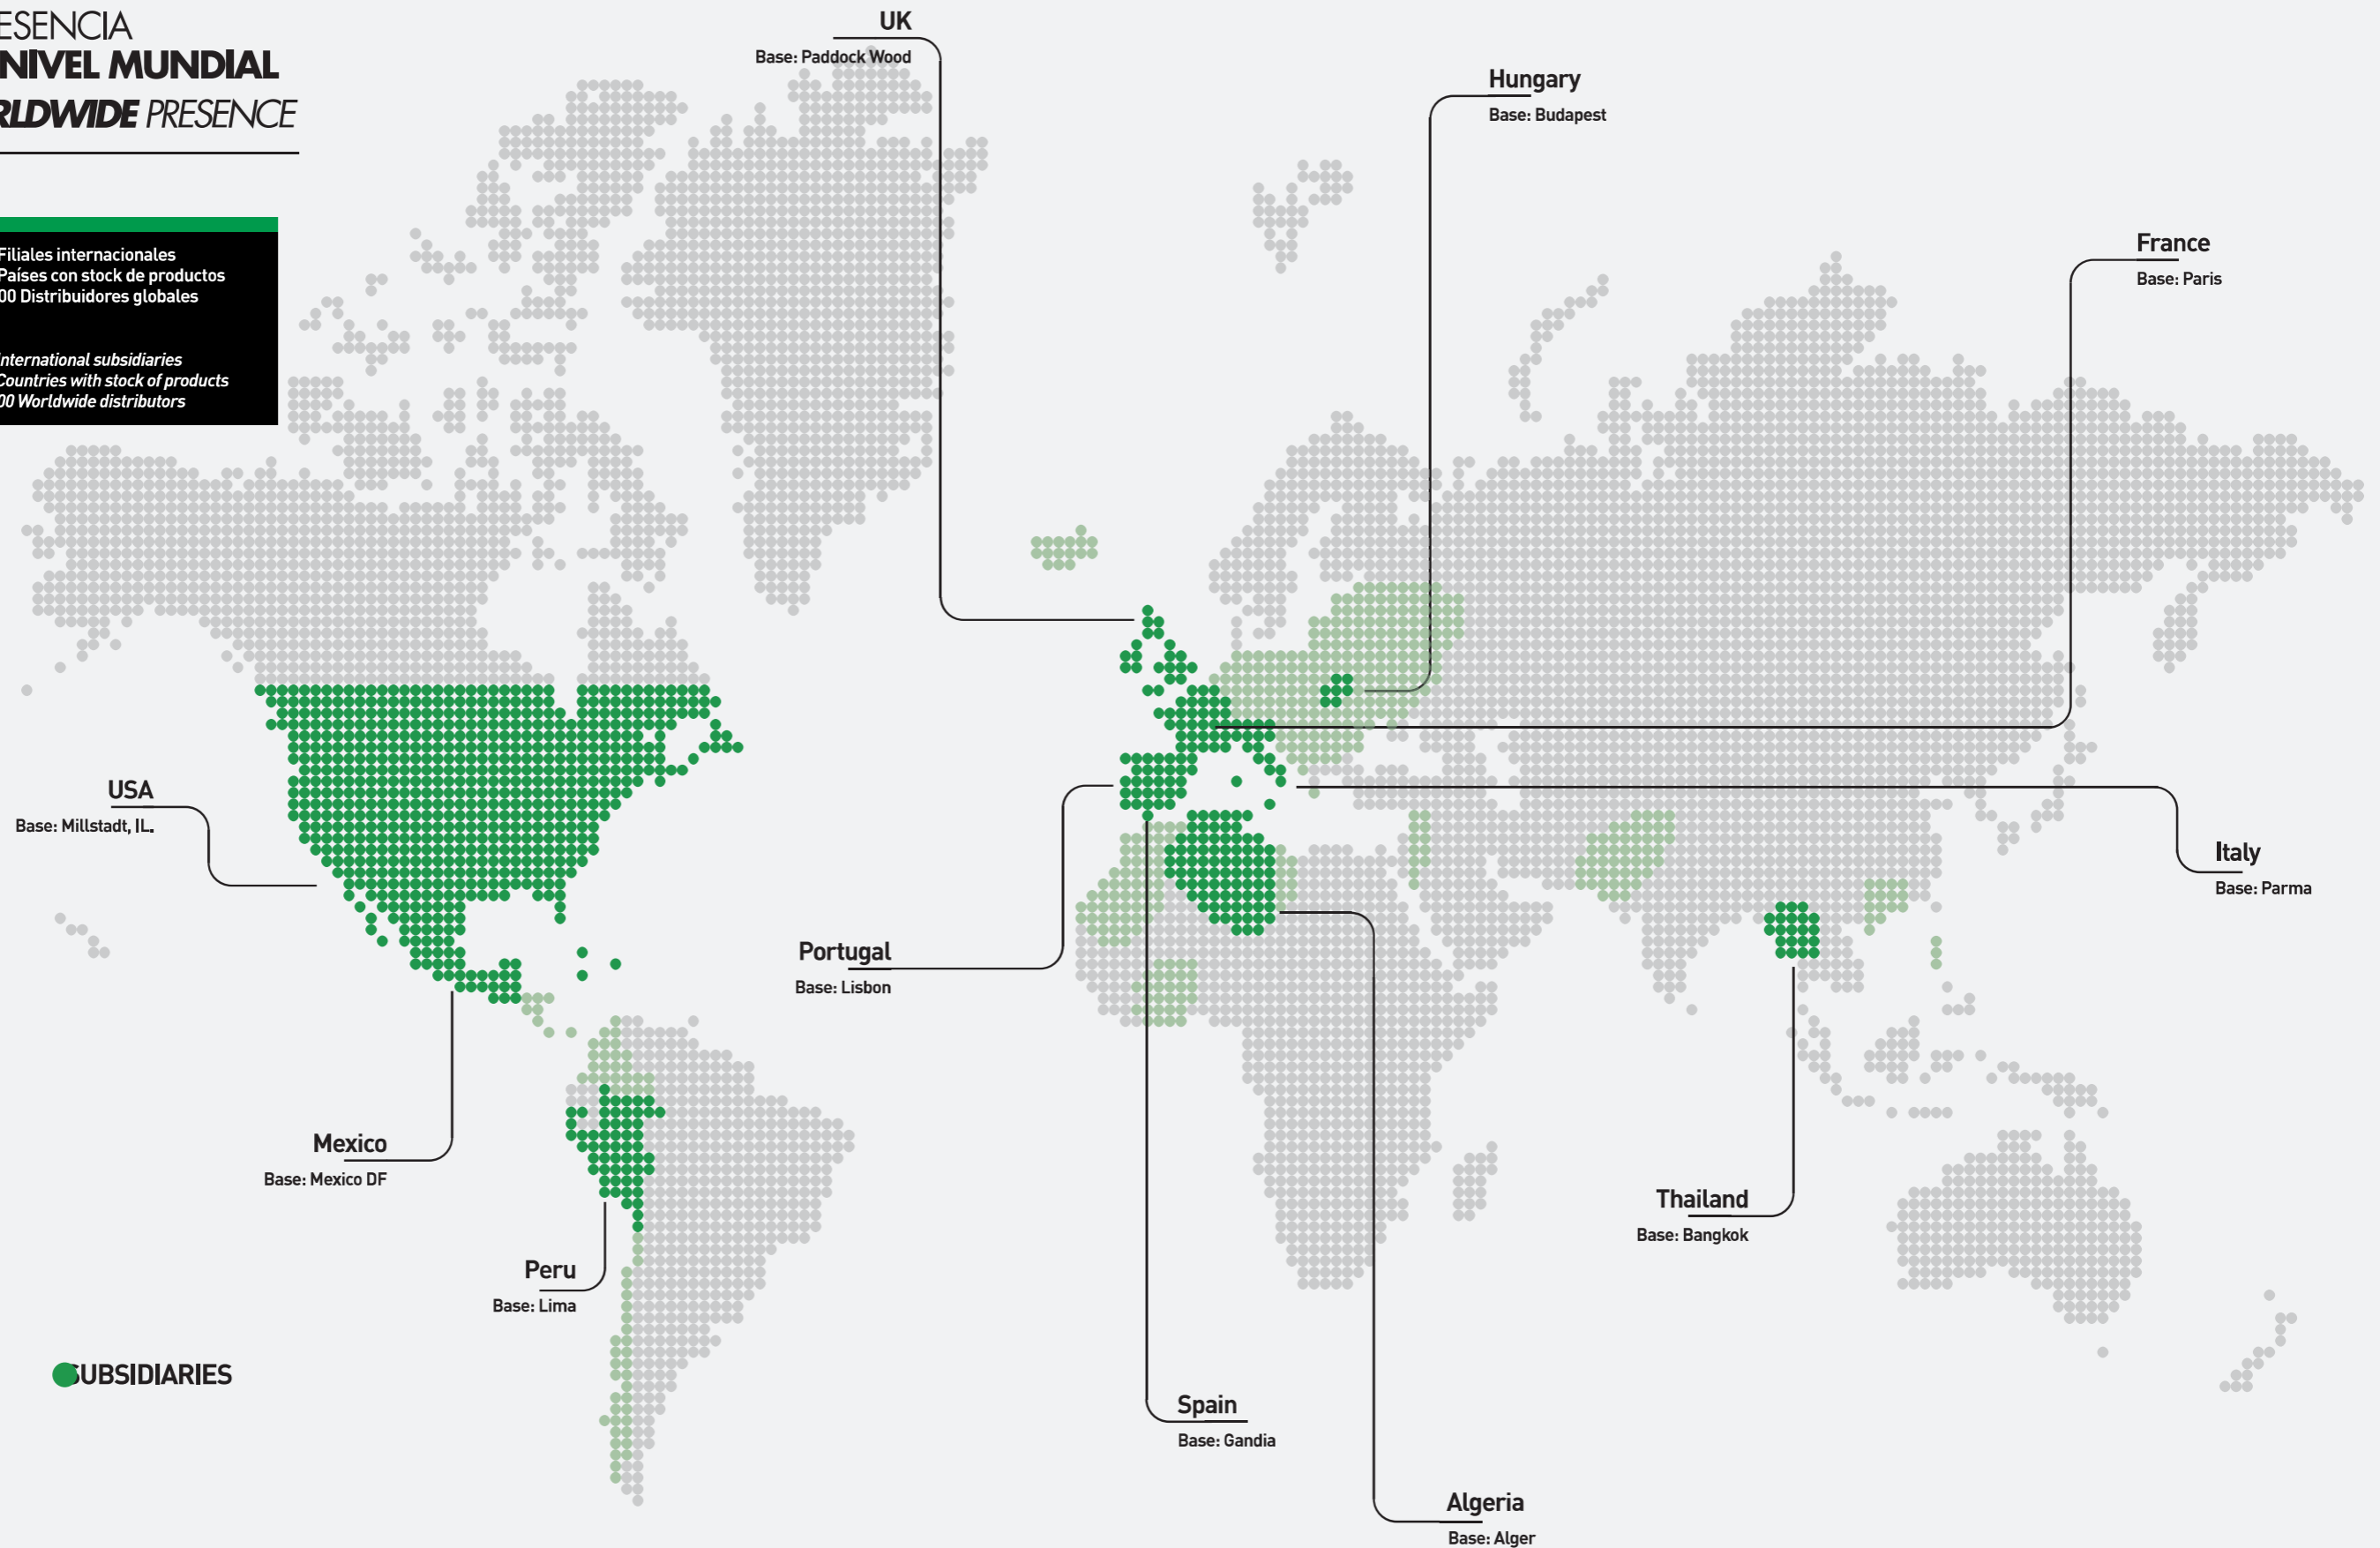 ESENCIA
NIVEL MUNDIAL
RLDWIDE PRESENCE
Filiales internacionales
Países con stock de productos
00 Distribuidores globales
nternational subsidiaries
Countries with stock of products
00 Worldwide distributors
UK
Base: Paddock Wood
Hungary
Base: Budapest
France
Base: Paris
USA
Base: Millstadt, IL.
Italy
Base: Parma
Portugal
Base: Lisbon
Mexico
Base: Mexico DF
Thailand
Base: Bangkok
Peru
Base: Lima
SUBSIDIARIES
Spain
Base: Gandia
Algeria
Base: Alger